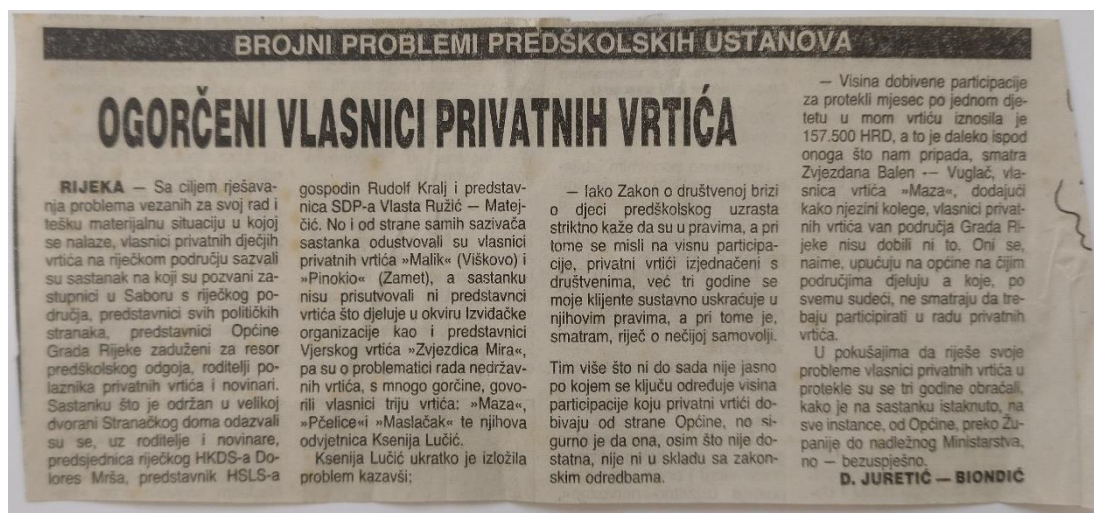 BROJNI PROBLEMI PREDŠKOLSKIH USTANOVA
OGORČENI VLASNICI PRIVATNIH VRTIĆA
RIJEKA — Sa ciljem rješava-
nja problema vezanih za svoj rad i
tešku materijalnu situaciju u kojoj
se nalaze, vlasnici privatnih dječjih
vrtića na riječkom području sazvali
su sastanak na koji su pozvani za-
stupnici u Saboru s riječkog po-
dručja, predstavnici svih političkih
stranaka, predstavnici Općine
Grada Rijeke zaduženi za resor
predškolskog odgoja, roditelji po-
laznika privatnih vrtića i novinari.
Sastanku što je održan u velikoj
dvorani Stranačkog doma odazvali
su se, uz roditelje i novinare,
predsjednica riječkog HKDS-a Do-
lores Mrša, predstavnik HSLS-a
gospodin Rudolf Kralj i predstav-
nica SDP-a Vlasta Ružić — Matej-
čić. No i od strane samih sazivača
sastanka odustvovali su vlasnici
privatnih vrtića »Malik« (Viškovo) i
»Pinokio« (Zamet), a sastanku
nisu prisutvovali ni predstavnci
vrtića što djeluje u okviru Izviđačke
organizacije kao i predstavnici
Vjerskog vrtića »Zvjezdica Mira«,
pa su o problematici rada nedržav-
nih vrtića, s mnogo gorčine, govo-
rili vlasnici triju vrtića: »Maza«,
»Pčelice«i »Maslačak« te njihova
odvjetnica Ksenija Lučić.
Ksenija Lučić ukratko je izložila
problem kazavši:
— Iako Zakon o društvenoj brizi
o djeci predškolskog uzrasta
striktno kaže da su u pravima, a pri
tome se misli na visnu participa-
cije, privatni vrtići izjednačeni s
društvenima, već tri godine se
moje klijente sustavno uskraćuje u
njihovim pravima, a pri tome je,
smatram, riječ o nečijoj samovolji.
Tim više što ni do sada nije jasno
po kojem se ključu određuje visina
participacije koju privatni vrtići do-
bivaju od strane Općine, no si-
gurno je da ona, osim što nije do-
statna, nije ni u skladu sa zakon-
skim odredbama.
— Visina dobivene participacije
za protekli mjesec po jednom dje-
tetu u mom vrtiću iznosila je
157.500 HRD, a to je daleko ispod
onoga što nam pripada, smatra
Zvjezdana Balen -- Vuglač, vla-
snica vrtića »Maza«, dodajući
kako njezini kolege, vlasnici privat-
nih vrtića van područja Grada Ri-
jeke nisu dobili ni to. Oni se,
naime, upućuju na općine na čijim
područjima djeluju a koje, po
svemu sudeći, ne smatraju da tre-
baju participirati u radu privatnih
vrtića.
U pokušajima da riješe svoje
probleme vlasnici privatnih vrtića u
protekle su se tri godine obraćali,
kako je na sastanku istaknuto, na
sve instance, od Općine, preko Žu-
panije do nadležnog Ministarstva,
no — bezuspješno.
D. JURETIĆ — BIONDIĆ